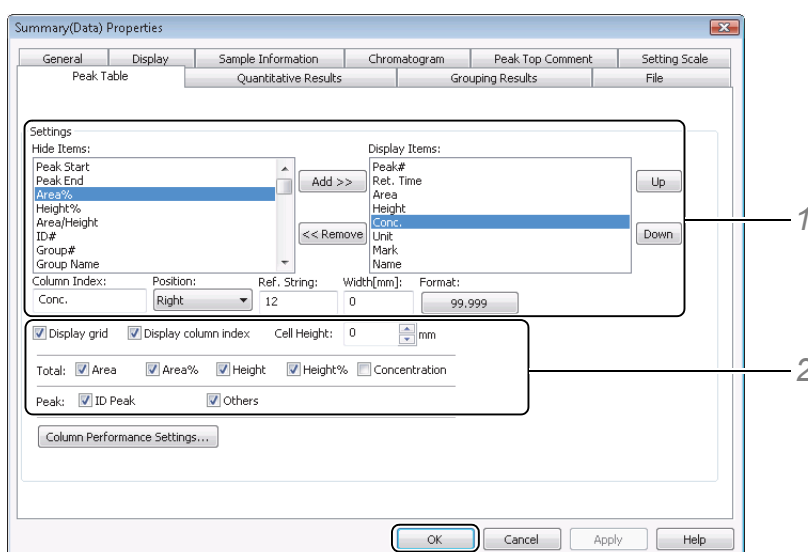 Summary(Data) Properties
General Display Sample Information Chromatogram Peak Top Comment Setting Scale
Peak Table Quantitative Results Grouping Results File
Settings
Hide Items: Display Items:
Peak Start Peak#
Peak End Add >> Ret. Time Up
Area% Area
Height% Height
Area/Height Conc. 1
ID# << Remove Unit Down
Group# Mark
Group Name Name
Column Index: Position: Ref. String: Width[mm]: Format:
Conc. Right 12 0 99.999
Display grid Display column index Cell Height: 0 mm
Total: Area Area% Height Height% Concentration 2
Peak: ID Peak Others
Column Performance Settings...
OK Cancel Apply Help